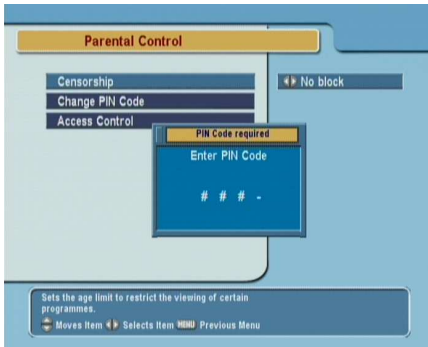 Parental Control
Censorship
No block
Change PIN Code
Access Control
PIN Code required
Enter PIN Code
# # # -
Sets the age limit to restrict the viewing of certain
programmes.
Moves Item Selects Item MENU Previous Menu